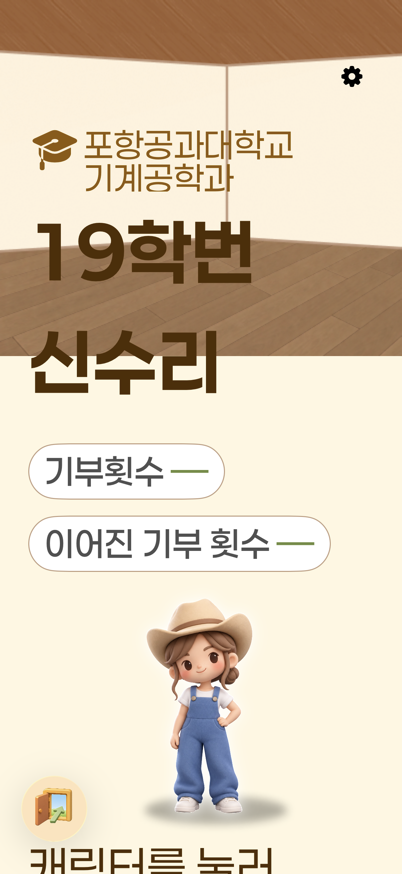 포항공과대학교
기계공학과
19학번
신수리
기부횟수 —
이어진 기부 횟수 —
캐릭터를 눌러